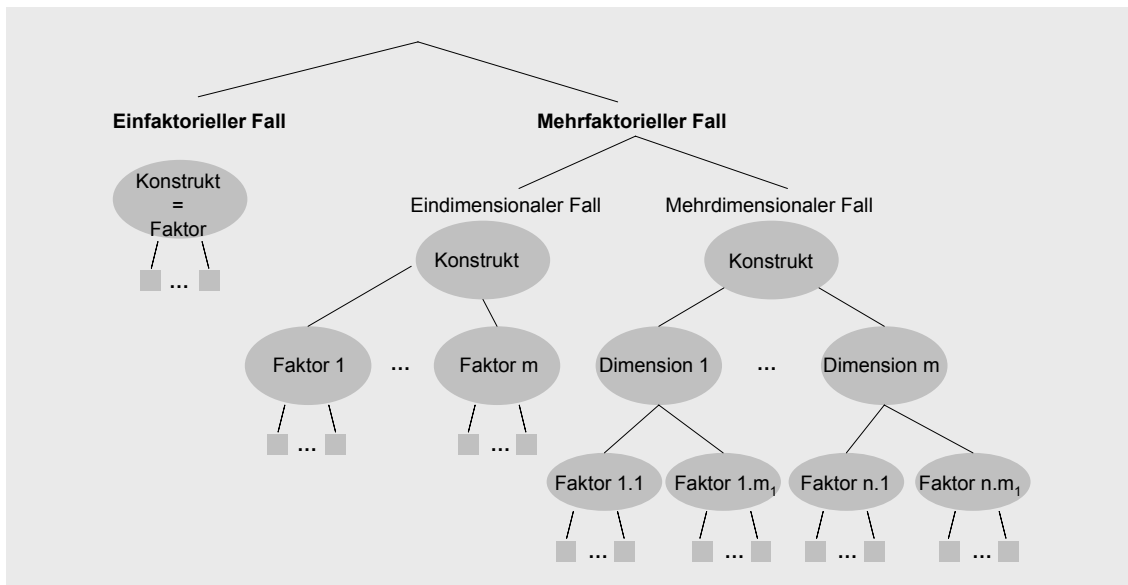 Einfaktorieller Fall
Mehrfaktorieller Fall
Konstrukt
=
Faktor
...
Eindimensionaler Fall
Mehrdimensionaler Fall
Konstrukt
Konstrukt
Faktor 1
...
Faktor m
Dimension 1
...
Dimension m
...
...
Faktor 1.1
Faktor 1.m₁
Faktor n.1
Faktor n.m₁
...
...
...
...